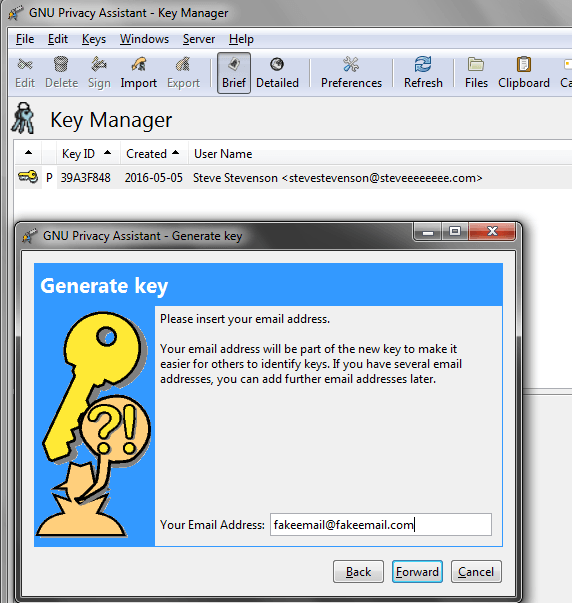 GNU Privacy Assistant - Key Manager
File Edit Keys Windows Server Help
Edit Delete Sign Import Export Brief Detailed Preferences Refresh Files Clipboard Ca
Key Manager
Key ID Created User Name
P 39A3F848 2016-05-05 Steve Stevenson <stevestevenson@steveeeeeeee.com>
GNU Privacy Assistant - Generate key
Generate key
Please insert your email address.
Your email address will be part of the new key to make it
easier for others to identify keys. If you have several email
addresses, you can add further email addresses later.
?!
Your Email Address: fakeemail@fakeemail.com
Back Forward Cancel